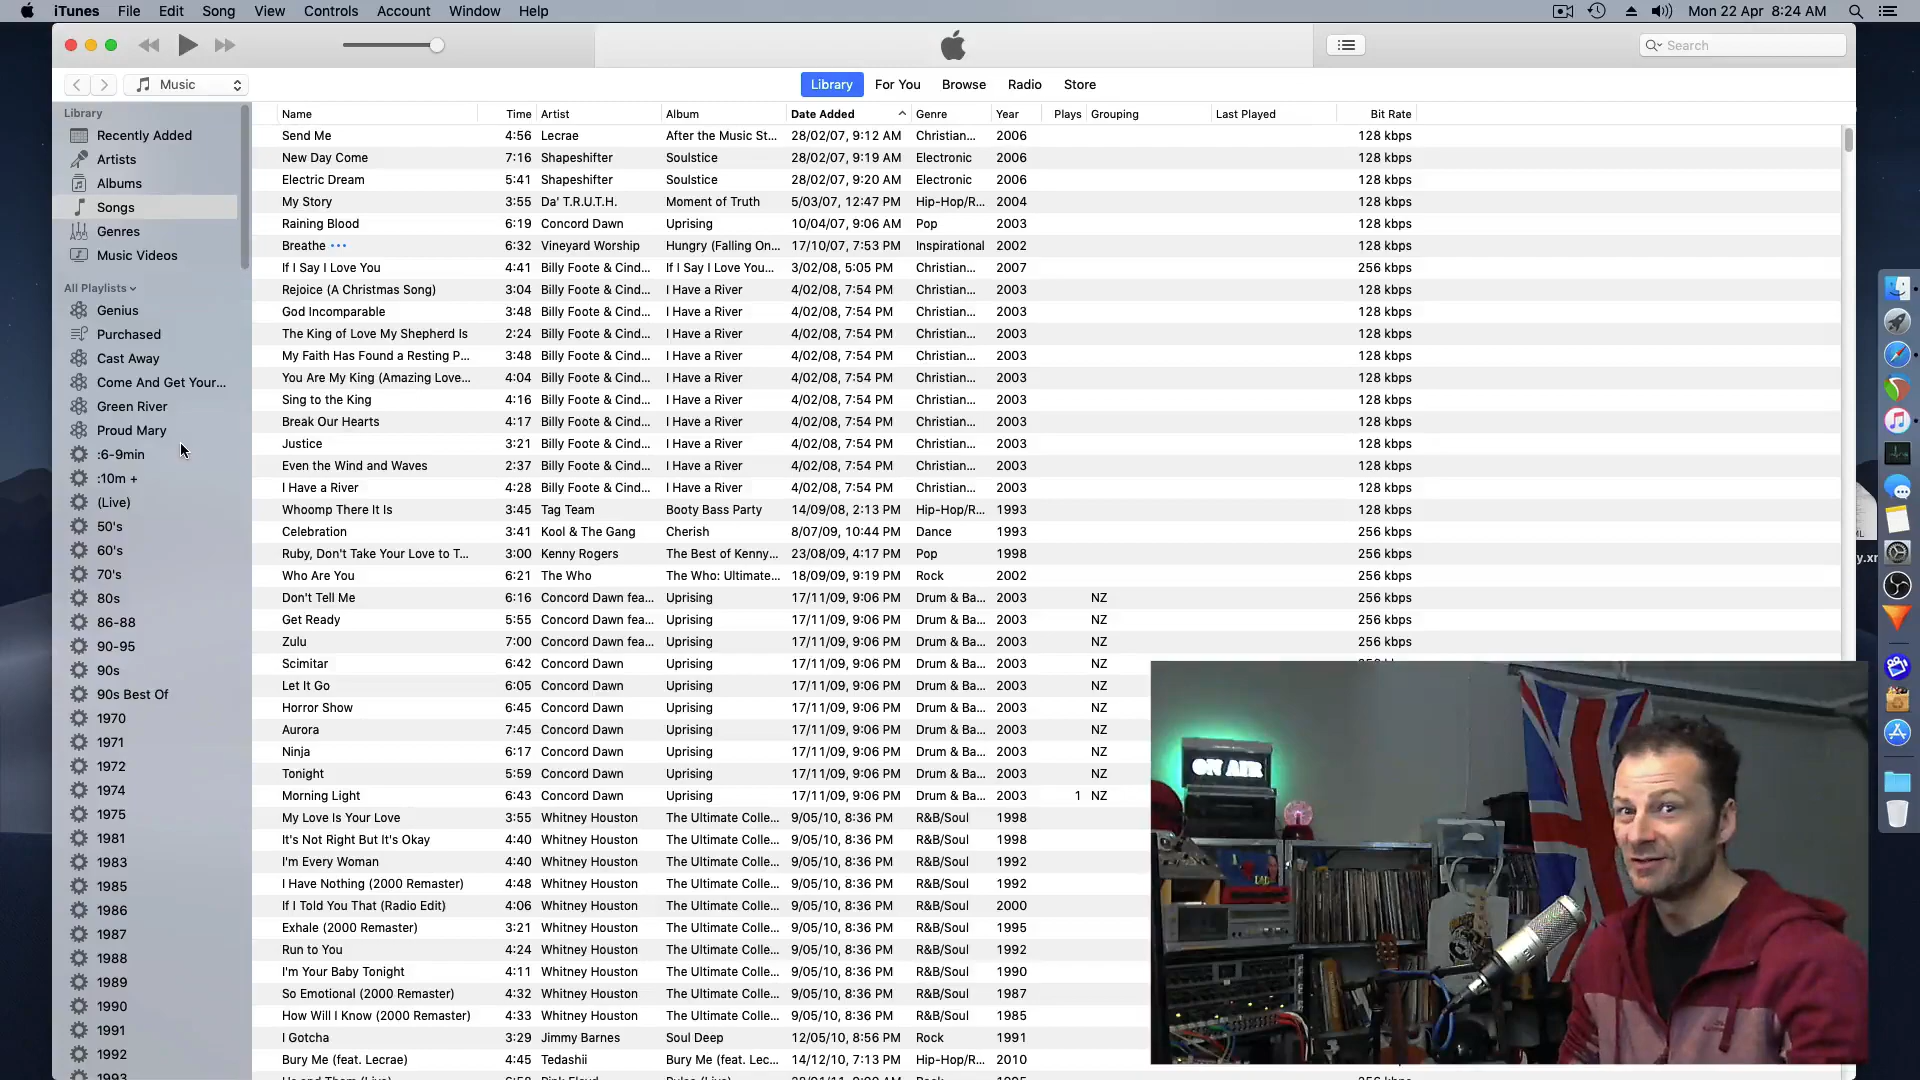 iTunes File Edit Song View Controls Account Window Help Mon 22 Apr 8:24 AM
Search
Music Library For You Browse Radio Store
Library
Recently Added
Artists
Albums
Songs
Genres
Music Videos
All Playlists
Genius
Purchased
Cast Away
Come And Get Your...
Green River
Proud Mary
:6-9min
:10m +
(Live)
50's
60's
70's
80s
86-88
90-95
90s
90s Best Of
1970
1971
1972
1974
1975
1981
1983
1985
1986
1987
1988
1989
1990
1991
1992
1993
Name Time Artist Album Date Added Genre Year Plays Grouping Last Played Bit Rate
Send Me 4:56 Lecrae After the Music St... 28/02/07, 9:12 AM Christian... 2006 128 kbps
New Day Come 7:16 Shapeshifter Soulstice 28/02/07, 9:19 AM Electronic 2006 128 kbps
Electric Dream 5:41 Shapeshifter Soulstice 28/02/07, 9:20 AM Electronic 2006 128 kbps
My Story 3:55 Da' T.R.U.T.H. Moment of Truth 5/03/07, 12:47 PM Hip-Hop/R... 2004 128 kbps
Raining Blood 6:19 Concord Dawn Uprising 10/04/07, 9:06 AM Pop 2003 128 kbps
Breathe ••• 6:32 Vineyard Worship Hungry (Falling On... 17/10/07, 7:53 PM Inspirational 2002 128 kbps
If I Say I Love You 4:41 Billy Foote & Cind... If I Say I Love You... 3/02/08, 5:05 PM Christian... 2007 256 kbps
Rejoice (A Christmas Song) 3:04 Billy Foote & Cind... I Have a River 4/02/08, 7:54 PM Christian... 2003 128 kbps
God Incomparable 3:48 Billy Foote & Cind... I Have a River 4/02/08, 7:54 PM Christian... 2003 128 kbps
The King of Love My Shepherd Is 2:24 Billy Foote & Cind... I Have a River 4/02/08, 7:54 PM Christian... 2003 128 kbps
My Faith Has Found a Resting P... 3:48 Billy Foote & Cind... I Have a River 4/02/08, 7:54 PM Christian... 2003 128 kbps
You Are My King (Amazing Love... 4:04 Billy Foote & Cind... I Have a River 4/02/08, 7:54 PM Christian... 2003 128 kbps
Sing to the King 4:16 Billy Foote & Cind... I Have a River 4/02/08, 7:54 PM Christian... 2003 128 kbps
Break Our Hearts 4:17 Billy Foote & Cind... I Have a River 4/02/08, 7:54 PM Christian... 2003 128 kbps
Justice 3:21 Billy Foote & Cind... I Have a River 4/02/08, 7:54 PM Christian... 2003 128 kbps
Even the Wind and Waves 2:37 Billy Foote & Cind... I Have a River 4/02/08, 7:54 PM Christian... 2003 128 kbps
I Have a River 4:28 Billy Foote & Cind... I Have a River 4/02/08, 7:54 PM Christian... 2003 128 kbps
Whoomp There It Is 3:45 Tag Team Booty Bass Party 14/09/08, 2:13 PM Hip-Hop/R... 1993 128 kbps
Celebration 3:41 Kool & The Gang Cherish 8/07/09, 10:44 PM Dance 1993 256 kbps
Ruby, Don't Take Your Love to T... 3:00 Kenny Rogers The Best of Kenny... 23/08/09, 4:17 PM Pop 1998 256 kbps
Who Are You 6:21 The Who The Who: Ultimate... 18/09/09, 9:19 PM Rock 2002 256 kbps
Don't Tell Me 6:16 Concord Dawn fea... Uprising 17/11/09, 9:06 PM Drum & Ba... 2003 NZ 256 kbps
Get Ready 5:55 Concord Dawn fea... Uprising 17/11/09, 9:06 PM Drum & Ba... 2003 NZ 256 kbps
Zulu 7:00 Concord Dawn fea... Uprising 17/11/09, 9:06 PM Drum & Ba... 2003 NZ 256 kbps
Scimitar 6:42 Concord Dawn Uprising 17/11/09, 9:06 PM Drum & Ba... 2003 NZ
Let It Go 6:05 Concord Dawn Uprising 17/11/09, 9:06 PM Drum & Ba... 2003 NZ
Horror Show 6:45 Concord Dawn Uprising 17/11/09, 9:06 PM Drum & Ba... 2003 NZ
Aurora 7:45 Concord Dawn Uprising 17/11/09, 9:06 PM Drum & Ba... 2003 NZ
Ninja 6:17 Concord Dawn Uprising 17/11/09, 9:06 PM Drum & Ba... 2003 NZ
Tonight 5:59 Concord Dawn Uprising 17/11/09, 9:06 PM Drum & Ba... 2003 NZ
Morning Light 6:43 Concord Dawn Uprising 17/11/09, 9:06 PM Drum & Ba... 2003 1 NZ
My Love Is Your Love 3:55 Whitney Houston The Ultimate Colle... 9/05/10, 8:36 PM R&B/Soul 1998
It's Not Right But It's Okay 4:40 Whitney Houston The Ultimate Colle... 9/05/10, 8:36 PM R&B/Soul 1998
I'm Every Woman 4:40 Whitney Houston The Ultimate Colle... 9/05/10, 8:36 PM R&B/Soul 1992
I Have Nothing (2000 Remaster) 4:48 Whitney Houston The Ultimate Colle... 9/05/10, 8:36 PM R&B/Soul 1992
If I Told You That (Radio Edit) 4:06 Whitney Houston The Ultimate Colle... 9/05/10, 8:36 PM R&B/Soul 2000
Exhale (2000 Remaster) 3:21 Whitney Houston The Ultimate Colle... 9/05/10, 8:36 PM R&B/Soul 1995
Run to You 4:24 Whitney Houston The Ultimate Colle... 9/05/10, 8:36 PM R&B/Soul 1992
I'm Your Baby Tonight 4:11 Whitney Houston The Ultimate Colle... 9/05/10, 8:36 PM R&B/Soul 1990
So Emotional (2000 Remaster) 4:32 Whitney Houston The Ultimate Colle... 9/05/10, 8:36 PM R&B/Soul 1987
How Will I Know (2000 Remaster) 4:33 Whitney Houston The Ultimate Colle... 9/05/10, 8:36 PM R&B/Soul 1985
I Gotcha 3:29 Jimmy Barnes Soul Deep 12/05/10, 8:56 PM Rock 1991
Bury Me (feat. Lecrae) 4:45 Tedashii Bury Me (feat. Lec... 14/12/10, 7:13 PM Hip-Hop/R... 2010
ON AIR